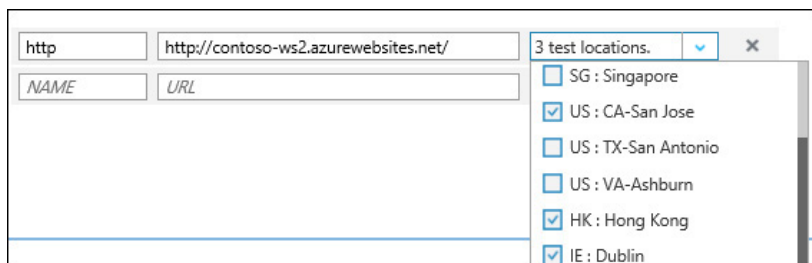 http http://contoso-ws2.azurewebsites.net/ 3 test locations.
NAME URL
SG : Singapore
US : CA-San Jose
US : TX-San Antonio
US : VA-Ashburn
HK : Hong Kong
IE : Dublin